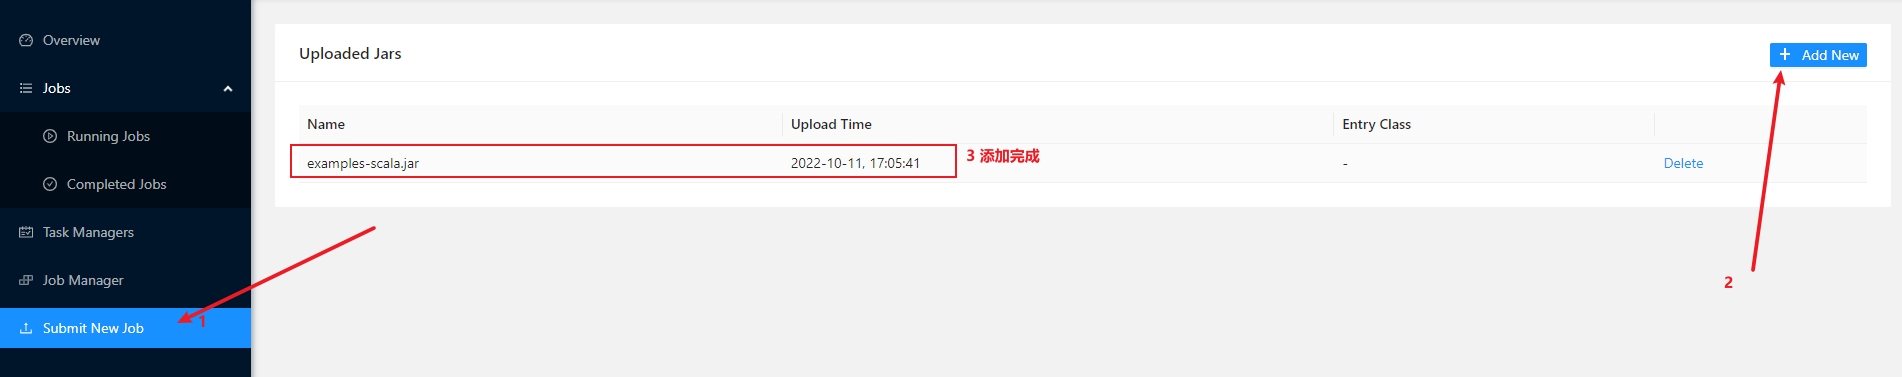 Overview
Jobs
Running Jobs
Completed Jobs
Task Managers
Job Manager
Submit New Job
1
Uploaded Jars
Add New
Name Upload Time Entry Class
examples-scala.jar 2022-10-11, 17:05:41 - Delete
3 添加完成
2